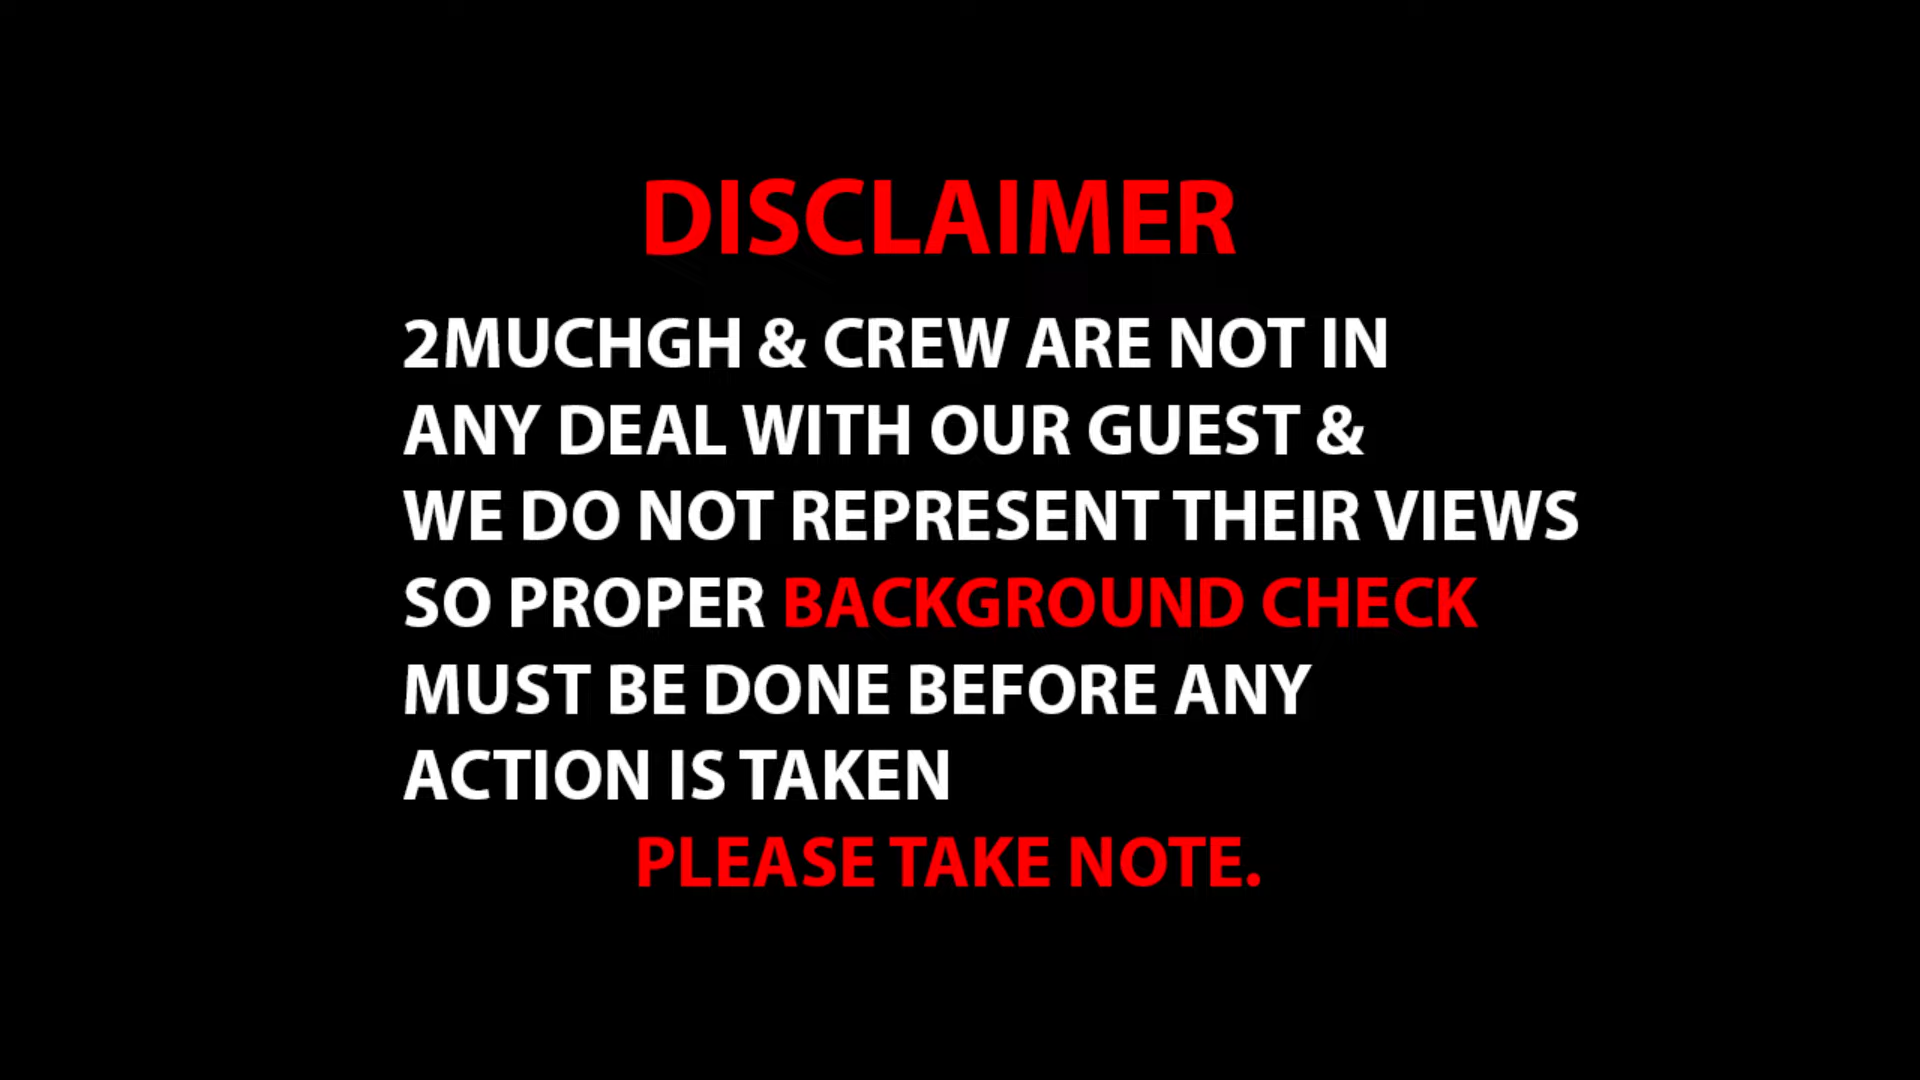 DISCLAIMER
2MUCHGH & CREW ARE NOT IN
ANY DEAL WITH OUR GUEST &
WE DO NOT REPRESENT THEIR VIEWS
SO PROPER BACKGROUND CHECK
MUST BE DONE BEFORE ANY
ACTION IS TAKEN
PLEASE TAKE NOTE.